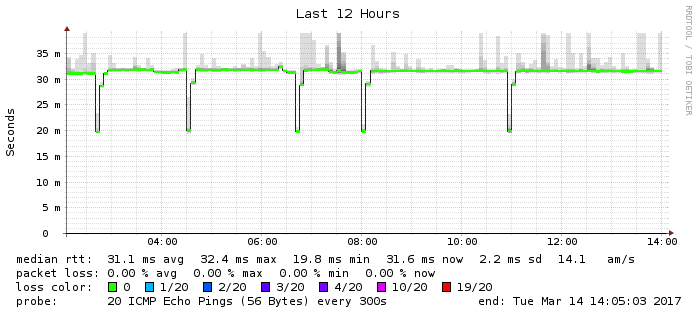 Last 12 Hours
RRDTOOL / TOBI OETIKER
Seconds
35 m
30 m
25 m
20 m
15 m
10 m
5 m
0
04:00 06:00 08:00 10:00 12:00 14:00
median rtt: 31.1 ms avg 32.4 ms max 19.8 ms min 31.6 ms now 2.2 ms sd 14.1 am/s
packet loss: 0.00 % avg 0.00 % max 0.00 % min 0.00 % now
loss color: 0 1/20 2/20 3/20 4/20 10/20 19/20
probe: 20 ICMP Echo Pings (56 Bytes) every 300s end: Tue Mar 14 14:05:03 2017